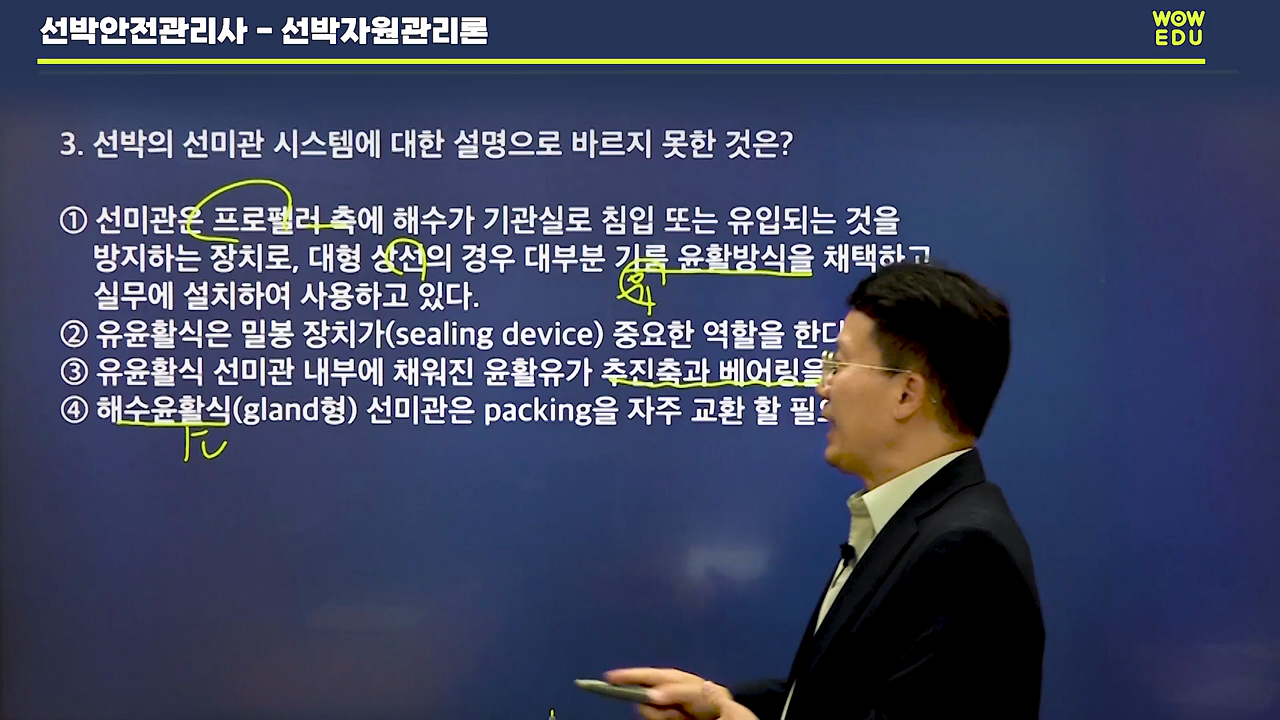 선박안전관리사 - 선박자원관리론
WOW
EDU
3. 선박의 선미관 시스템에 대한 설명으로 바르지 못한 것은?
① 선미관은 프로펠러 측에 해수가 기관실로 침입 또는 유입되는 것을
방지하는 장치로, 대형 상선의 경우 대부분 기름 윤활방식을 채택하고
실무에 설치하여 사용하고 있다.
② 유윤활식은 밀봉 장치가(sealing device) 중요한 역할을 한다
③ 유윤활식 선미관 내부에 채워진 윤활유가 추진축과 베어링을
④ 해수윤활식(gland형) 선미관은 packing을 자주 교환 할